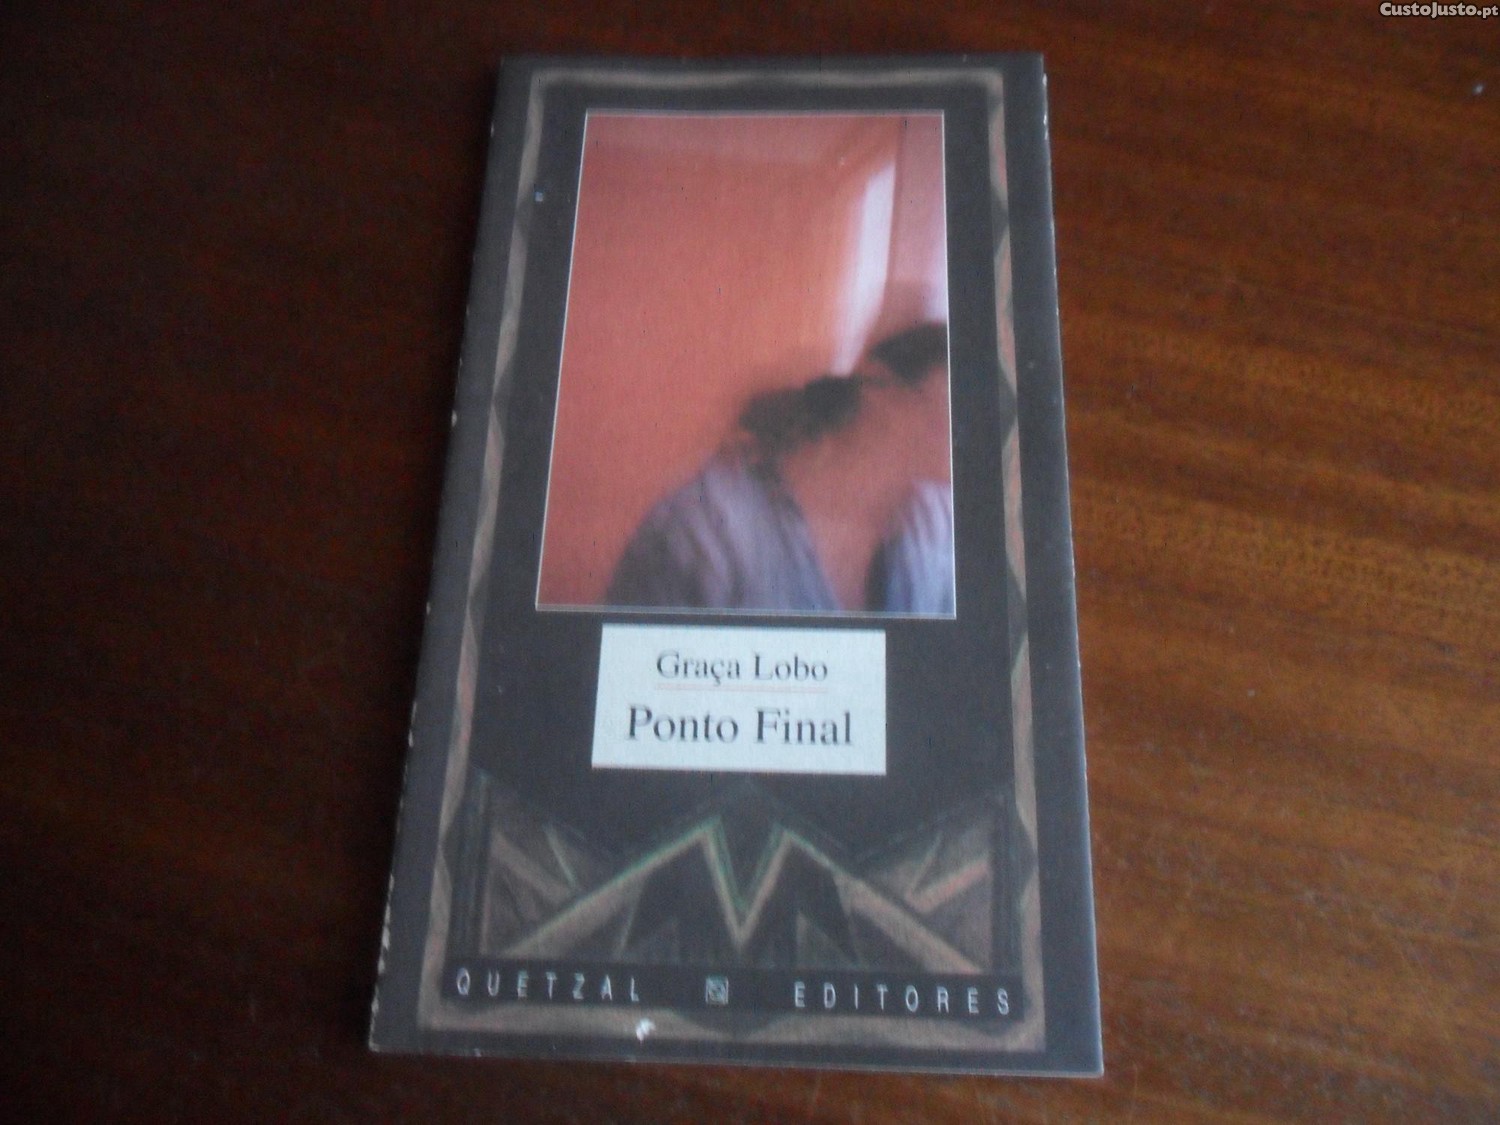 CustoJusto.pt
Graça Lobo
Ponto Final
QUETZAL EDITORES